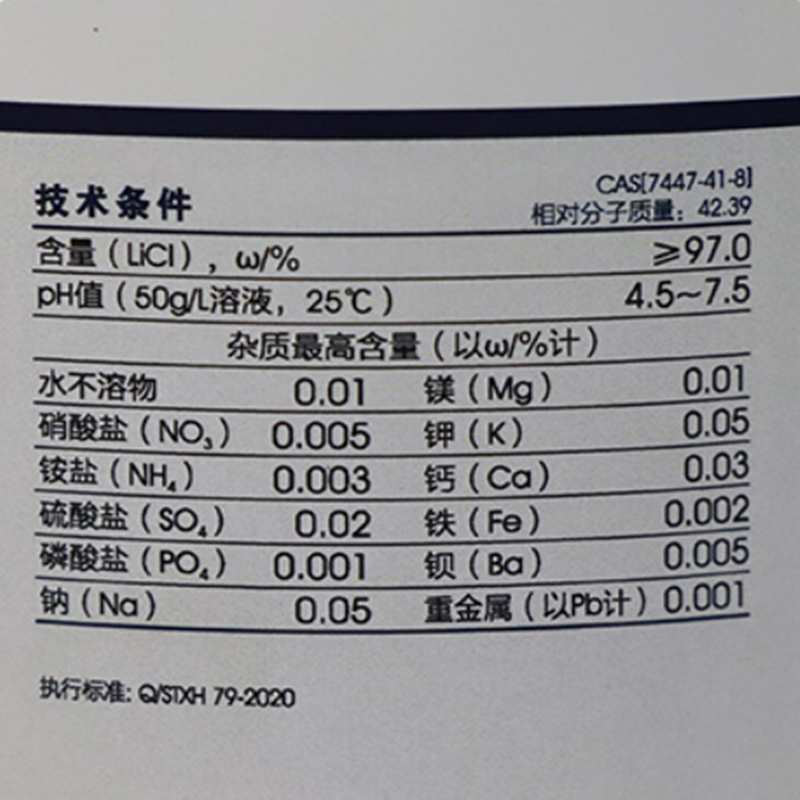 CAS[7447-41-8]
技术条件 相对分子质量:42.39
含量(LiCl),ω/% ≥97.0
pH值(50g/L溶液,25℃) 4.5~7.5
杂质最高含量(以ω/%计)
水不溶物 0.01 镁(Mg) 0.01
硝酸盐(NO₃) 0.005 钾(K) 0.05
铵盐(NH₄) 0.003 钙(Ca) 0.03
硫酸盐(SO₄) 0.02 铁(Fe) 0.002
磷酸盐(PO₄) 0.001 钡(Ba) 0.005
钠(Na) 0.05 重金属(以Pb计) 0.001
执行标准: Q/STXH 79-2020